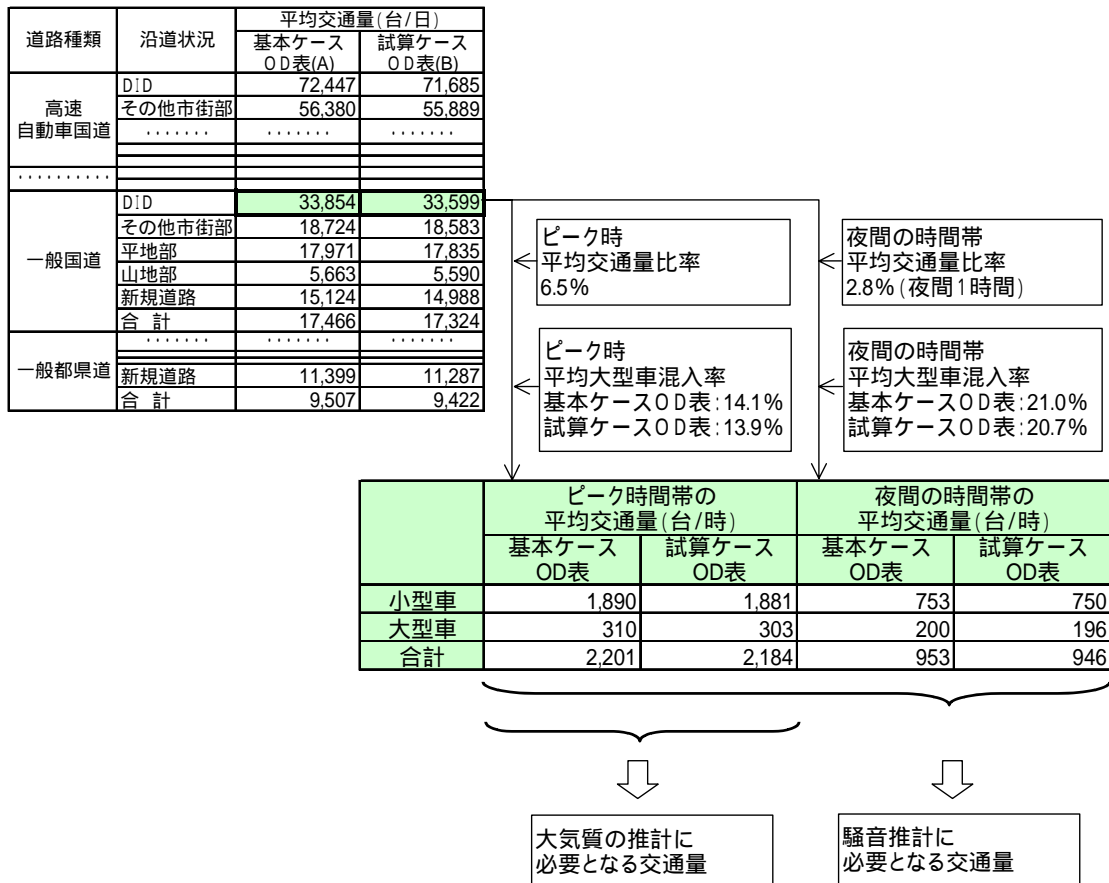 道路種類 沿道状況 平均交通量(台/日)
基本ケース 試算ケース
OD表(A) OD表(B)
高速
自動車国道
DID 72,447 71,685
その他市街部 56,380 55,889
・・・・・・・ ・・・・・・・ ・・・・・・・
・・・・・・・・・・
一般国道
DID 33,854 33,599
その他市街部 18,724 18,583
平地部 17,971 17,835
山地部 5,663 5,590
新規道路 15,124 14,988
合 計 17,466 17,324
一般都県道
・・・・・・・ ・・・・・・・ ・・・・・・・
新規道路 11,399 11,287
合 計 9,507 9,422
ピーク時
平均交通量比率
6.5%
夜間の時間帯
平均交通量比率
2.8%(夜間1時間)
ピーク時
平均大型車混入率
基本ケースOD表:14.1%
試算ケースOD表:13.9%
夜間の時間帯
平均大型車混入率
基本ケースOD表:21.0%
試算ケースOD表:20.7%
ピーク時間帯の 夜間の時間帯の
平均交通量(台/時) 平均交通量(台/時)
基本ケース 試算ケース 基本ケース 試算ケース
OD表 OD表 OD表 OD表
小型車 1,890 1,881 753 750
大型車 310 303 200 196
合計 2,201 2,184 953 946
大気質の推計に
必要となる交通量
騒音推計に
必要となる交通量